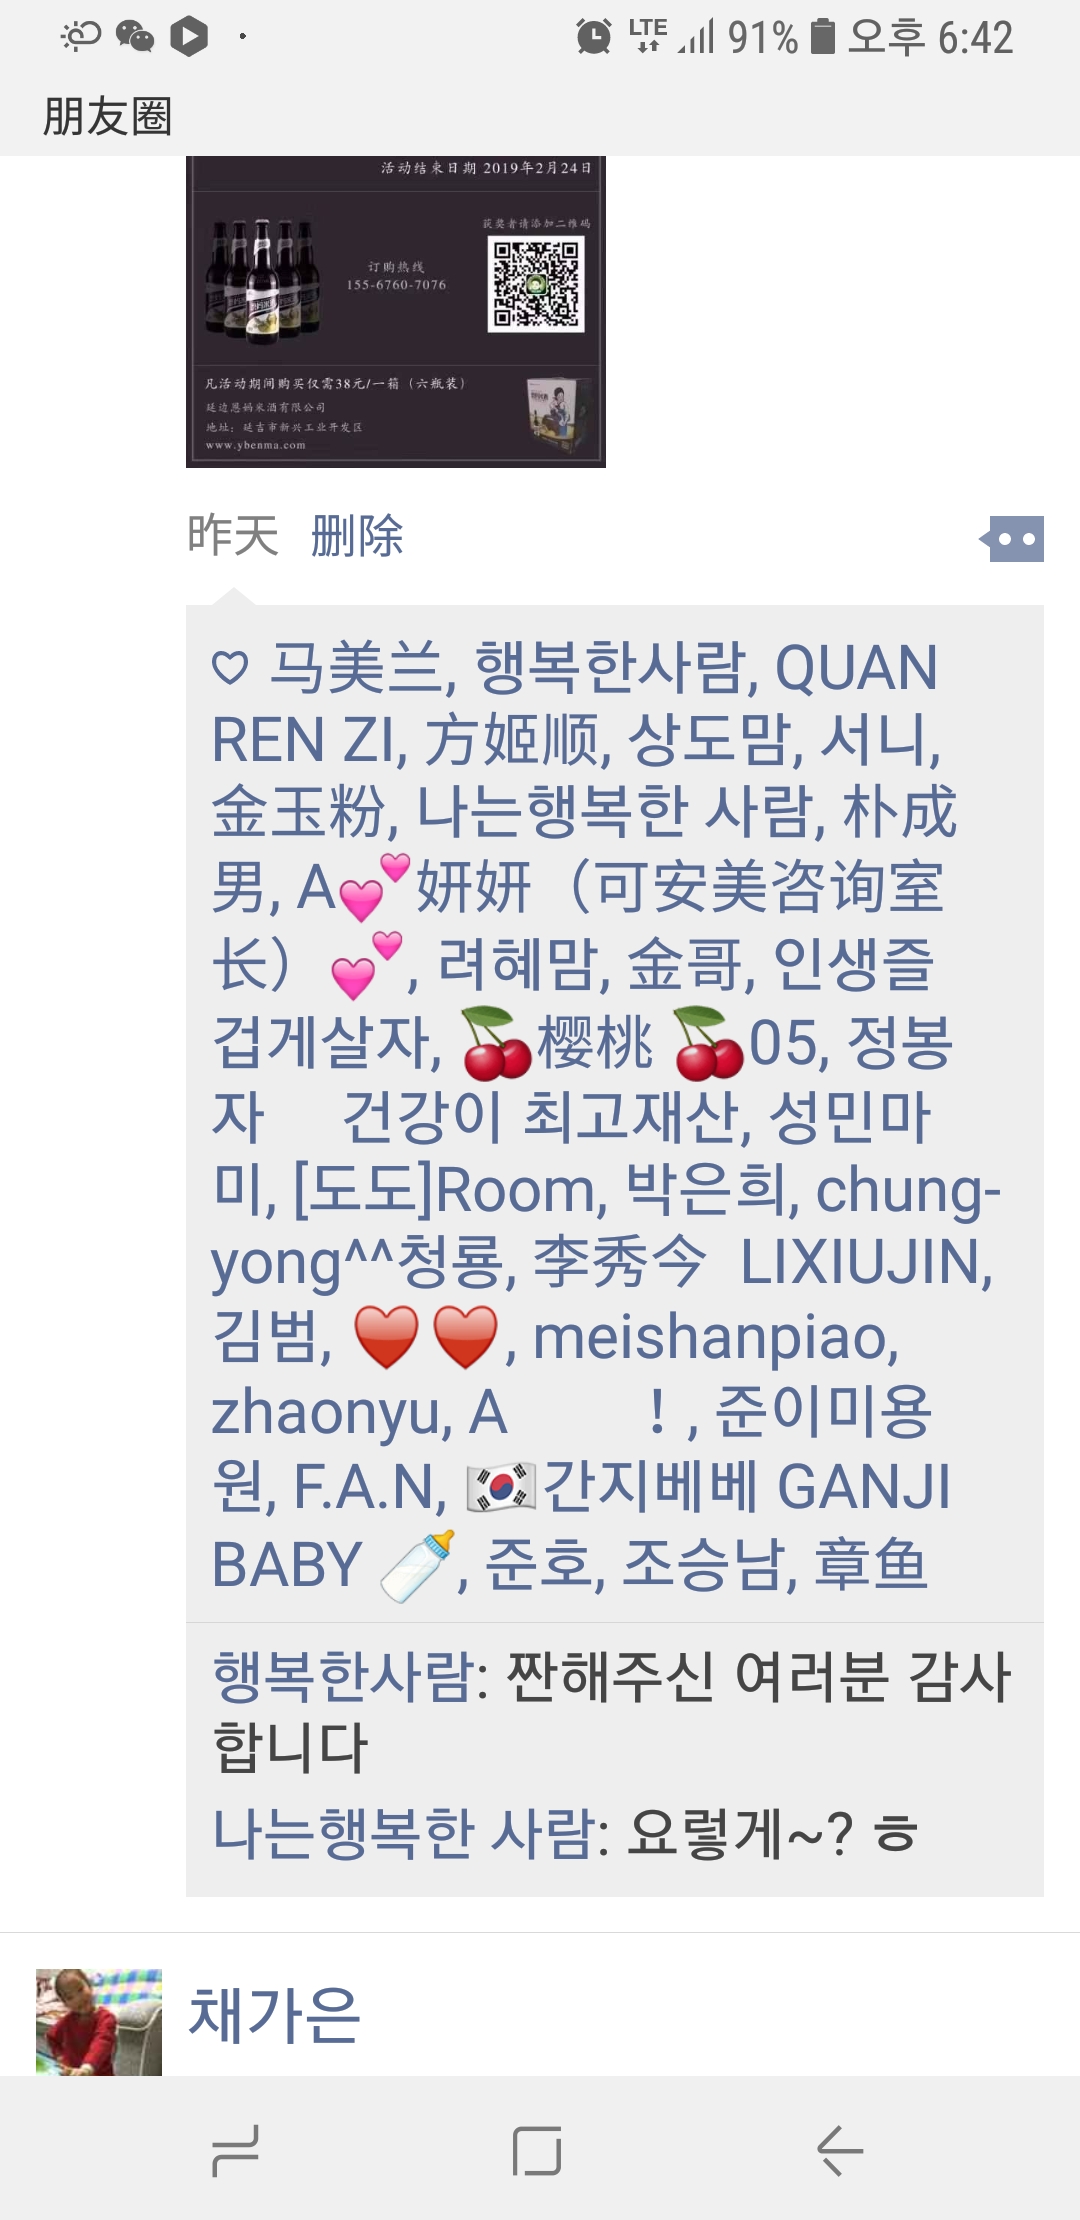 LTE 91% 오후 6:42
朋友圈
活动结束日期 2019年2月24日
获奖者请添加二维码
订购热线
155-6760-7076
凡活动期间购买仅需38元/一箱（六瓶装）
延边恩妈米酒有限公司
地址：延吉市新兴工业开发区
www.ybenma.com
昨天 删除
♡ 马美兰, 행복한사람, QUAN
REN ZI, 方姬顺, 상도맘, 서니,
金玉粉, 나는행복한 사람, 朴成
男, A💕妍妍（可安美咨询室
长）💕, 려혜맘, 金哥, 인생즐
겁게살자, 🍒樱桃 🍒05, 정봉
자 건강이 최고재산, 성민마
미, [도도]Room, 박은희, chung-
yong^^청룡, 李秀今 LIXIUJIN,
김범, ❤️❤️, meishanpiao,
zhaonyu, A ！, 준이미용
원, F.A.N, 🇰🇷간지베베 GANJI
BABY 🍼, 준호, 조승남, 章鱼
행복한사람: 짠해주신 여러분 감사
합니다
나는행복한 사람: 요렇게~? ㅎ
채가은